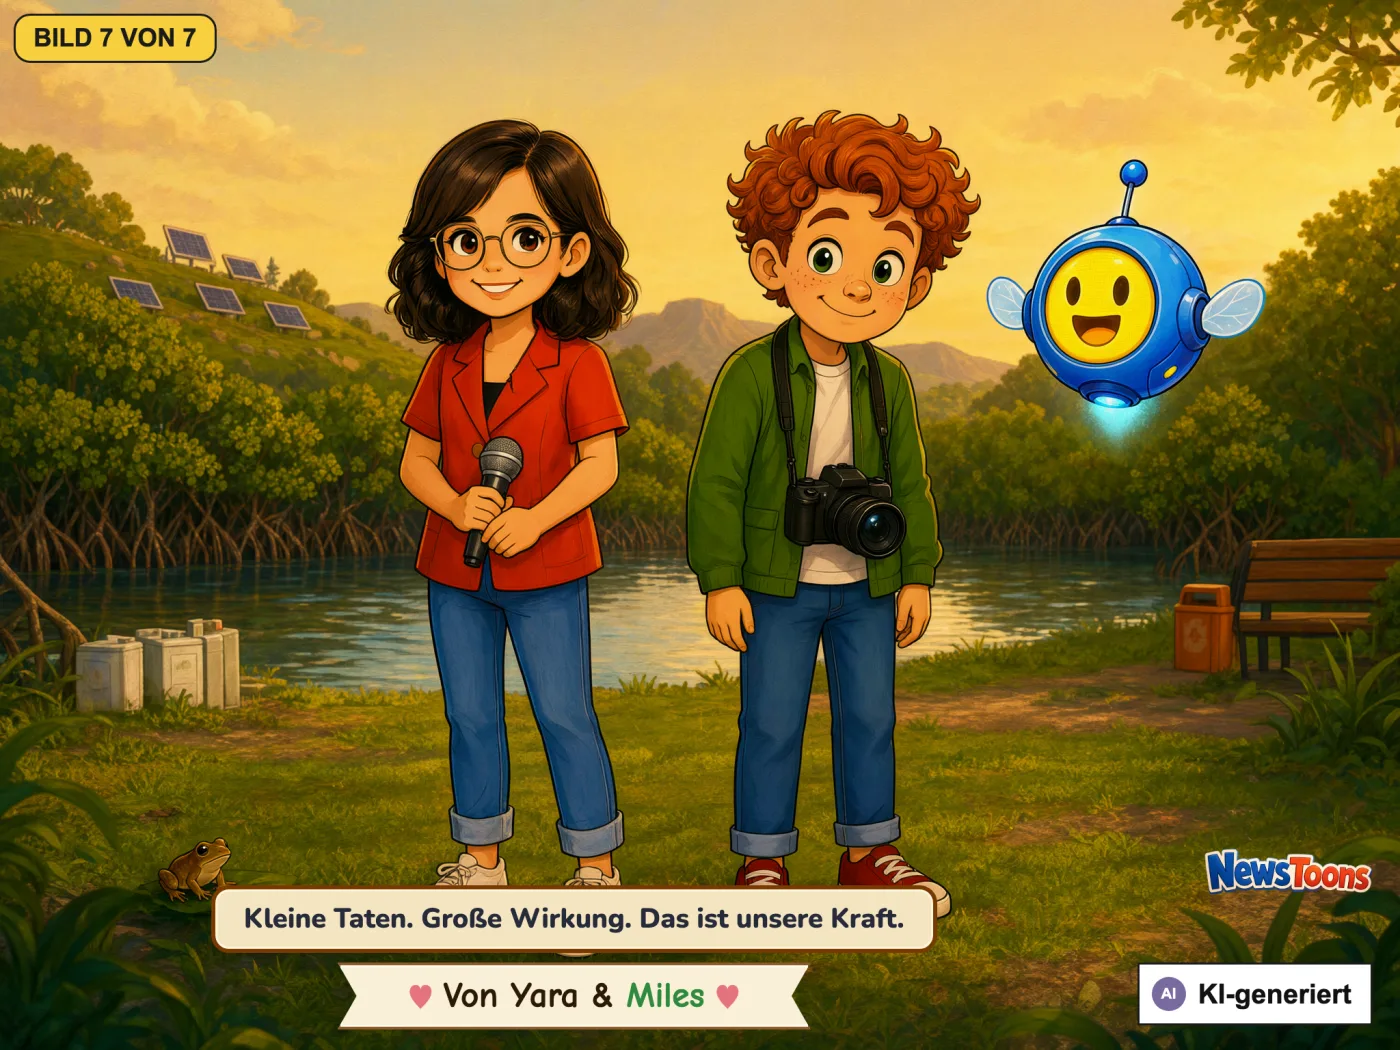 BILD 7 VON 7
NewsToons
Kleine Taten. Große Wirkung. Das ist unsere Kraft.
Von Yara & Miles
AI KI-generiert